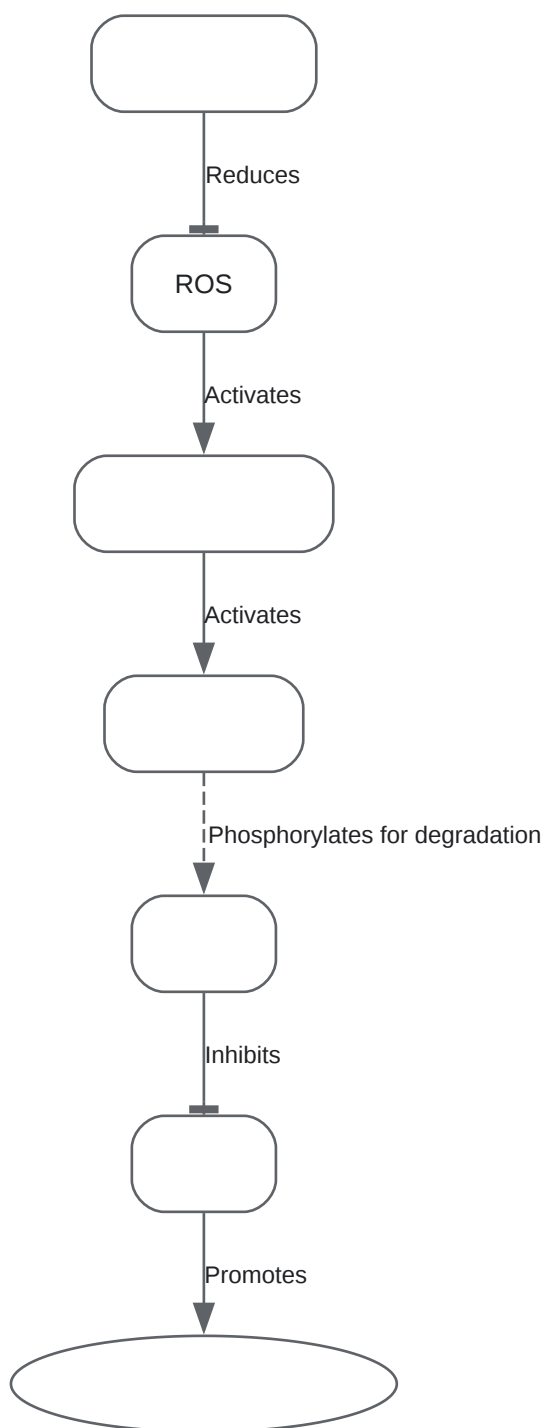 Reduces
ROS
Activates
Activates
Phosphorylates for degradation
Inhibits
Promotes